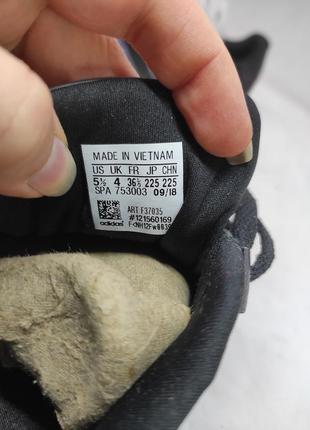 MADE IN VIETNAM
US UK FR JP CHN
5½ 4 36⅔ 225 225
SPA 753003 09/18
ART F37035
#121560169
adidas